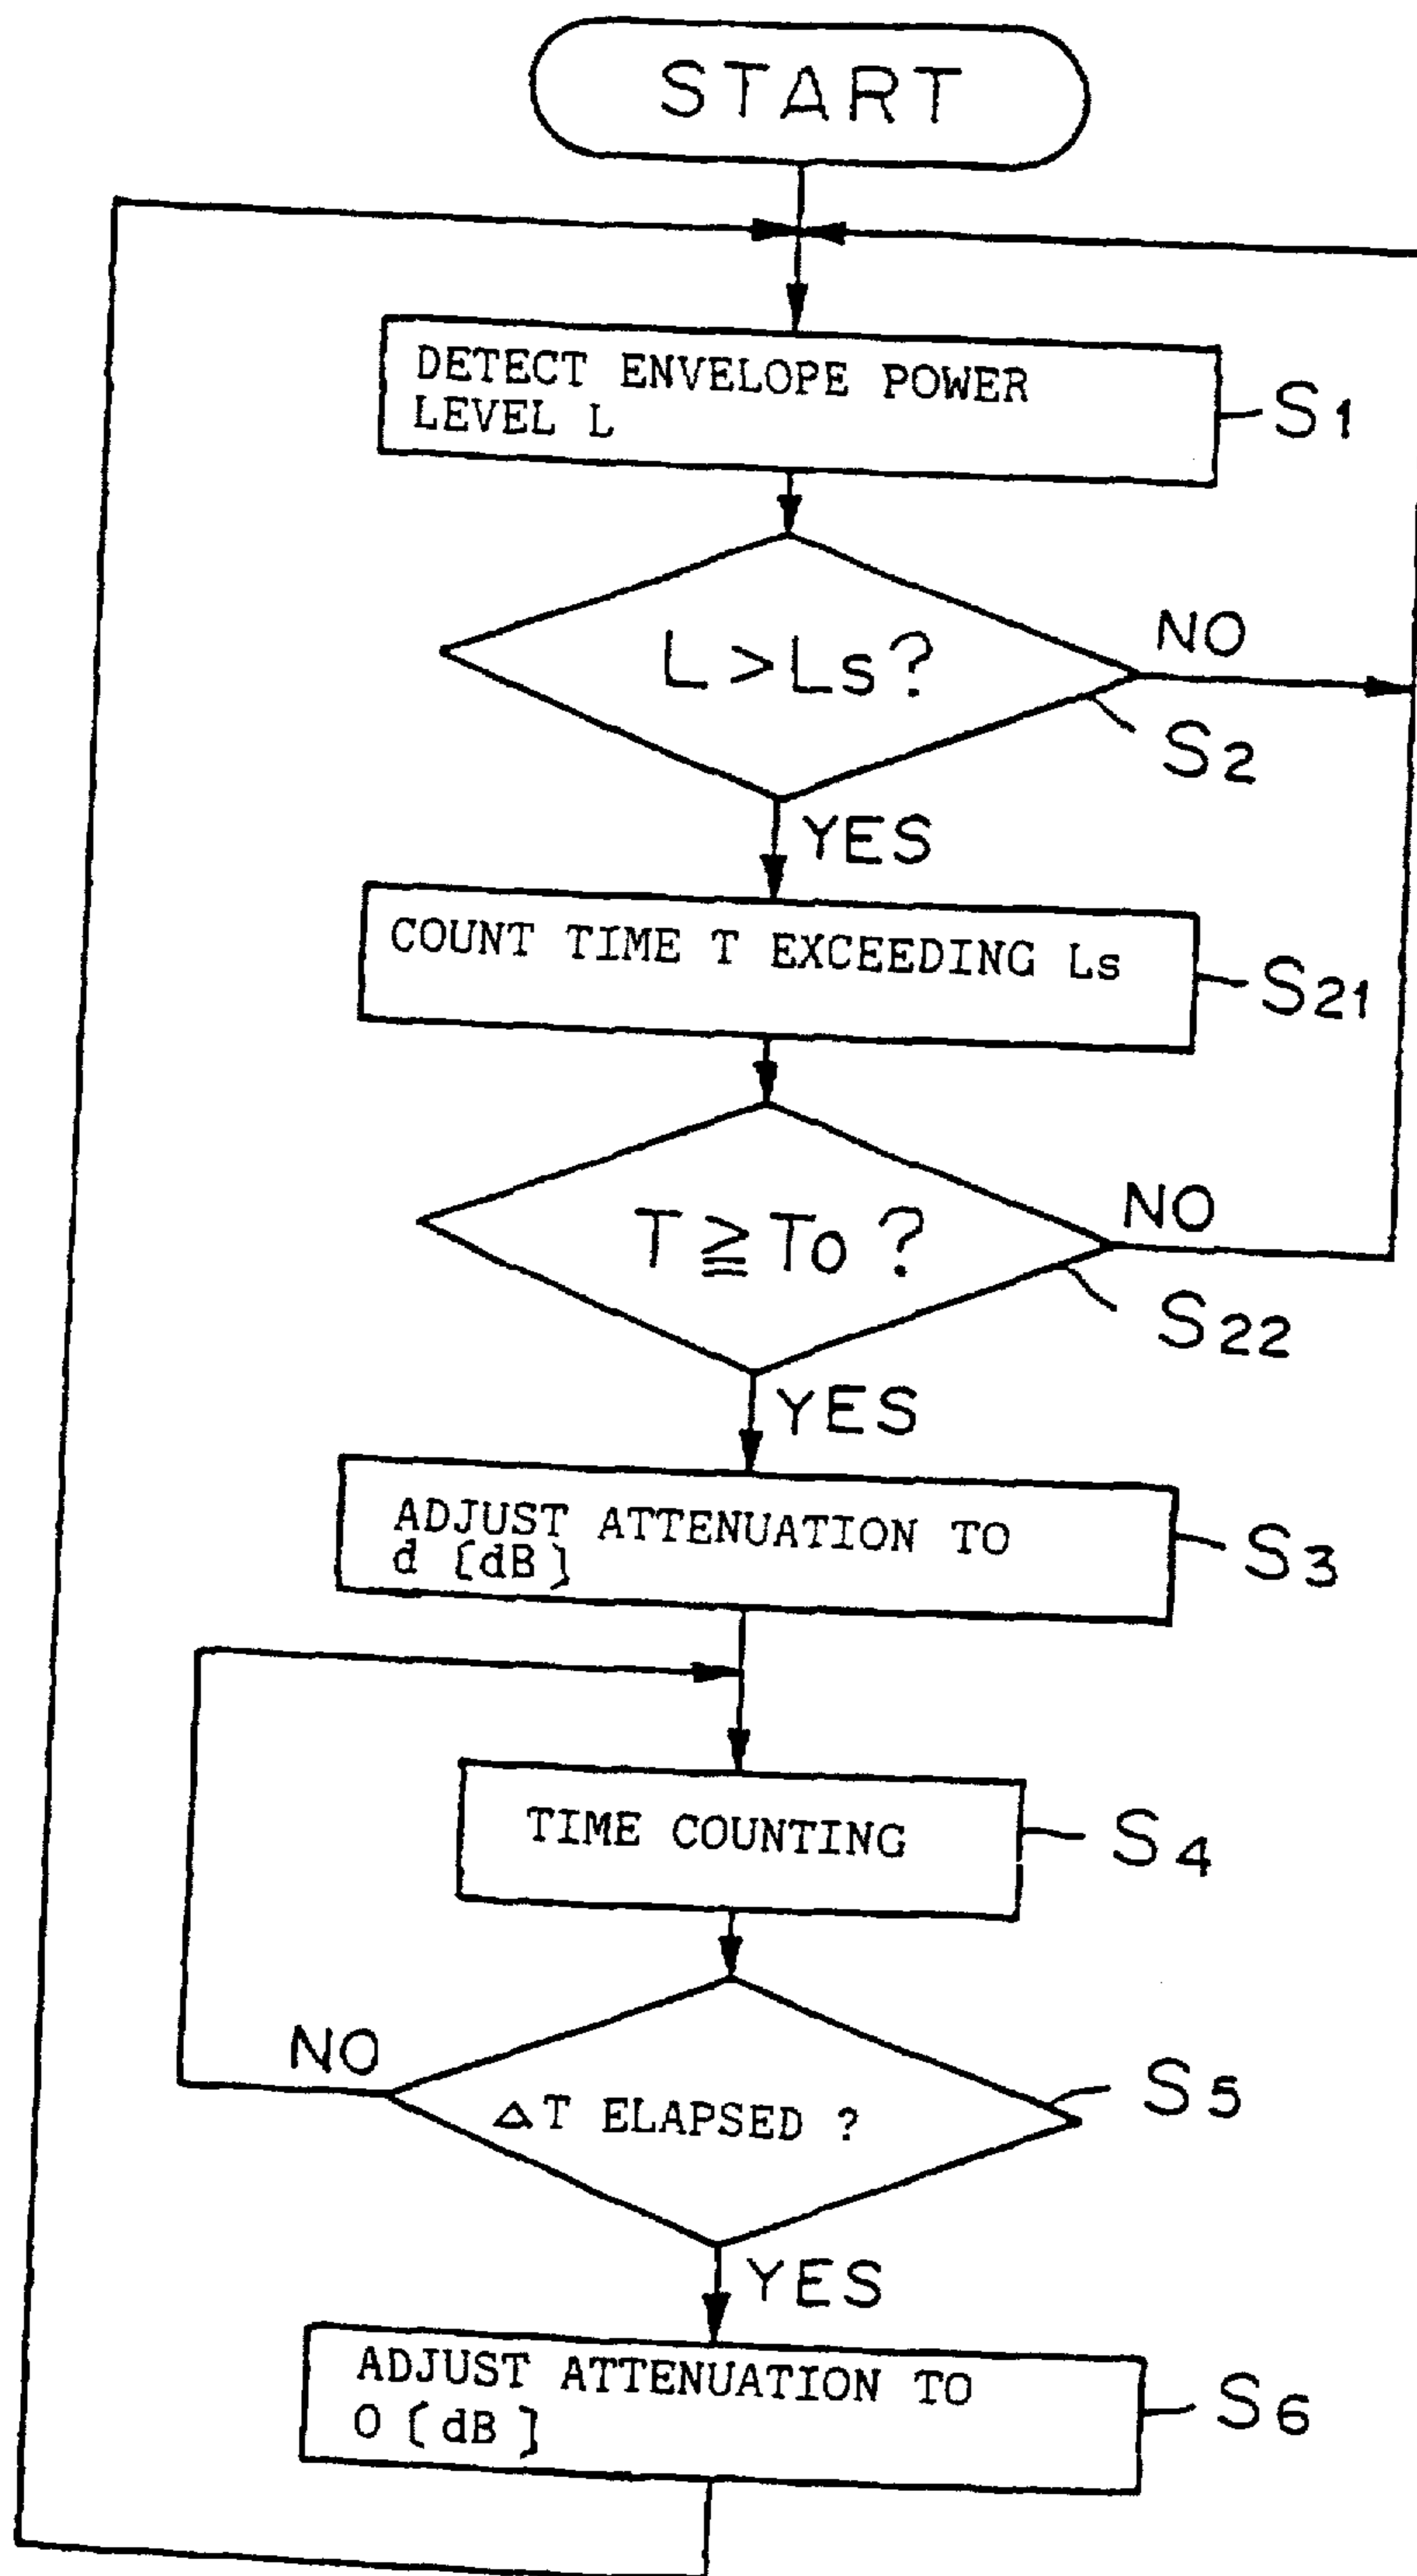 START
DETECT ENVELOPE POWER
LEVEL L
S1
L > Ls ?
NO
S2
YES
COUNT TIME T EXCEEDING Ls
S21
T ≧ To ?
NO
S22
YES
ADJUST ATTENUATION TO
d [dB]
S3
TIME COUNTING
S4
NO
ΔT ELAPSED ?
S5
YES
ADJUST ATTENUATION TO
0 [dB]
S6